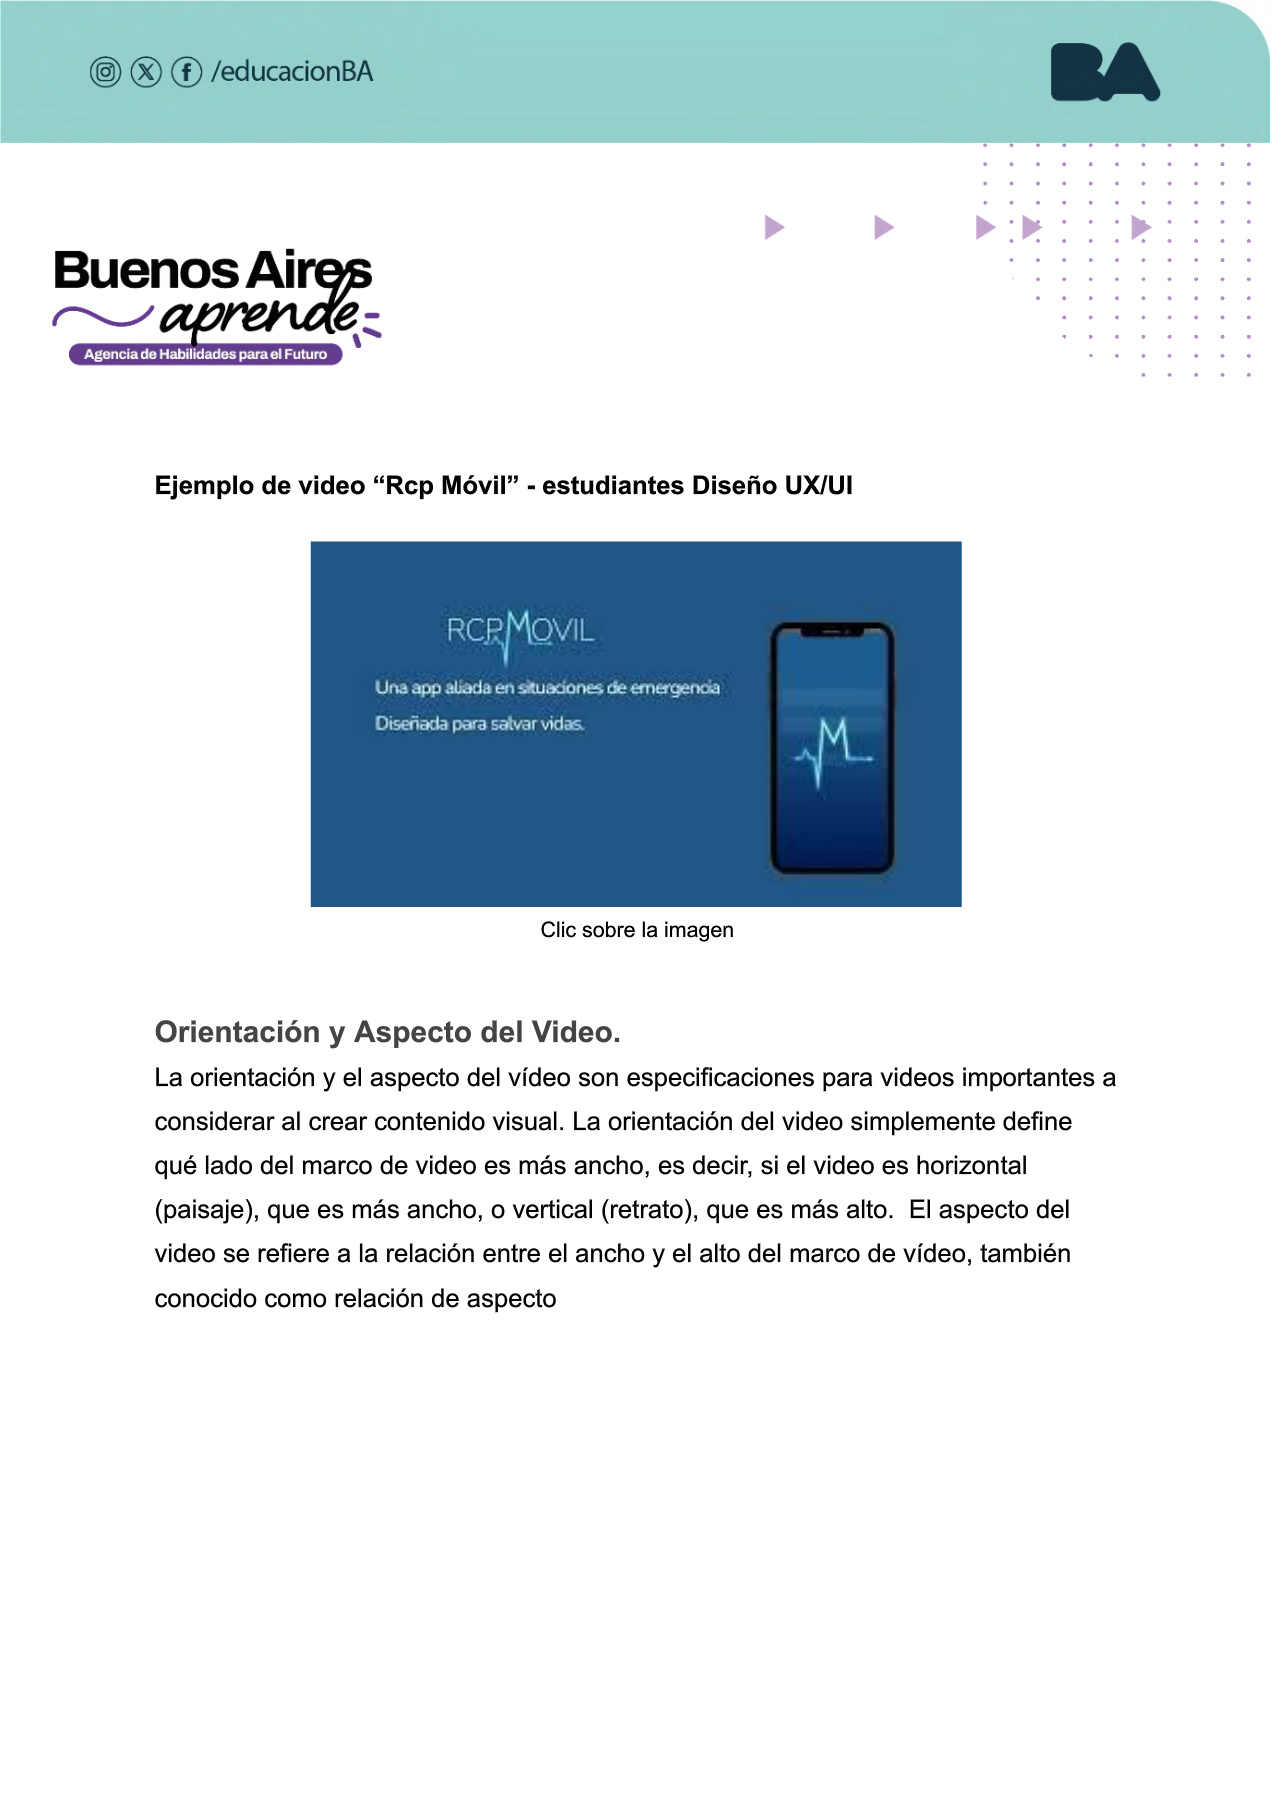 /educacionBA
BA
Buenos Aires
aprende
Agencia de Habilidades para el Futuro
Ejemplo de video “Rcp Móvil” - estudiantes Diseño UX/UI
RCPMOVIL
Una app aliada en situaciones de emergencia
Diseñada para salvar vidas.
M
Clic sobre la imagen
Orientación y Aspecto del Video.
La orientación y el aspecto del vídeo son especificaciones para videos importantes a
considerar al crear contenido visual. La orientación del video simplemente define
qué lado del marco de video es más ancho, es decir, si el video es horizontal
(paisaje), que es más ancho, o vertical (retrato), que es más alto.  El aspecto del
video se refiere a la relación entre el ancho y el alto del marco de vídeo, también
conocido como relación de aspecto